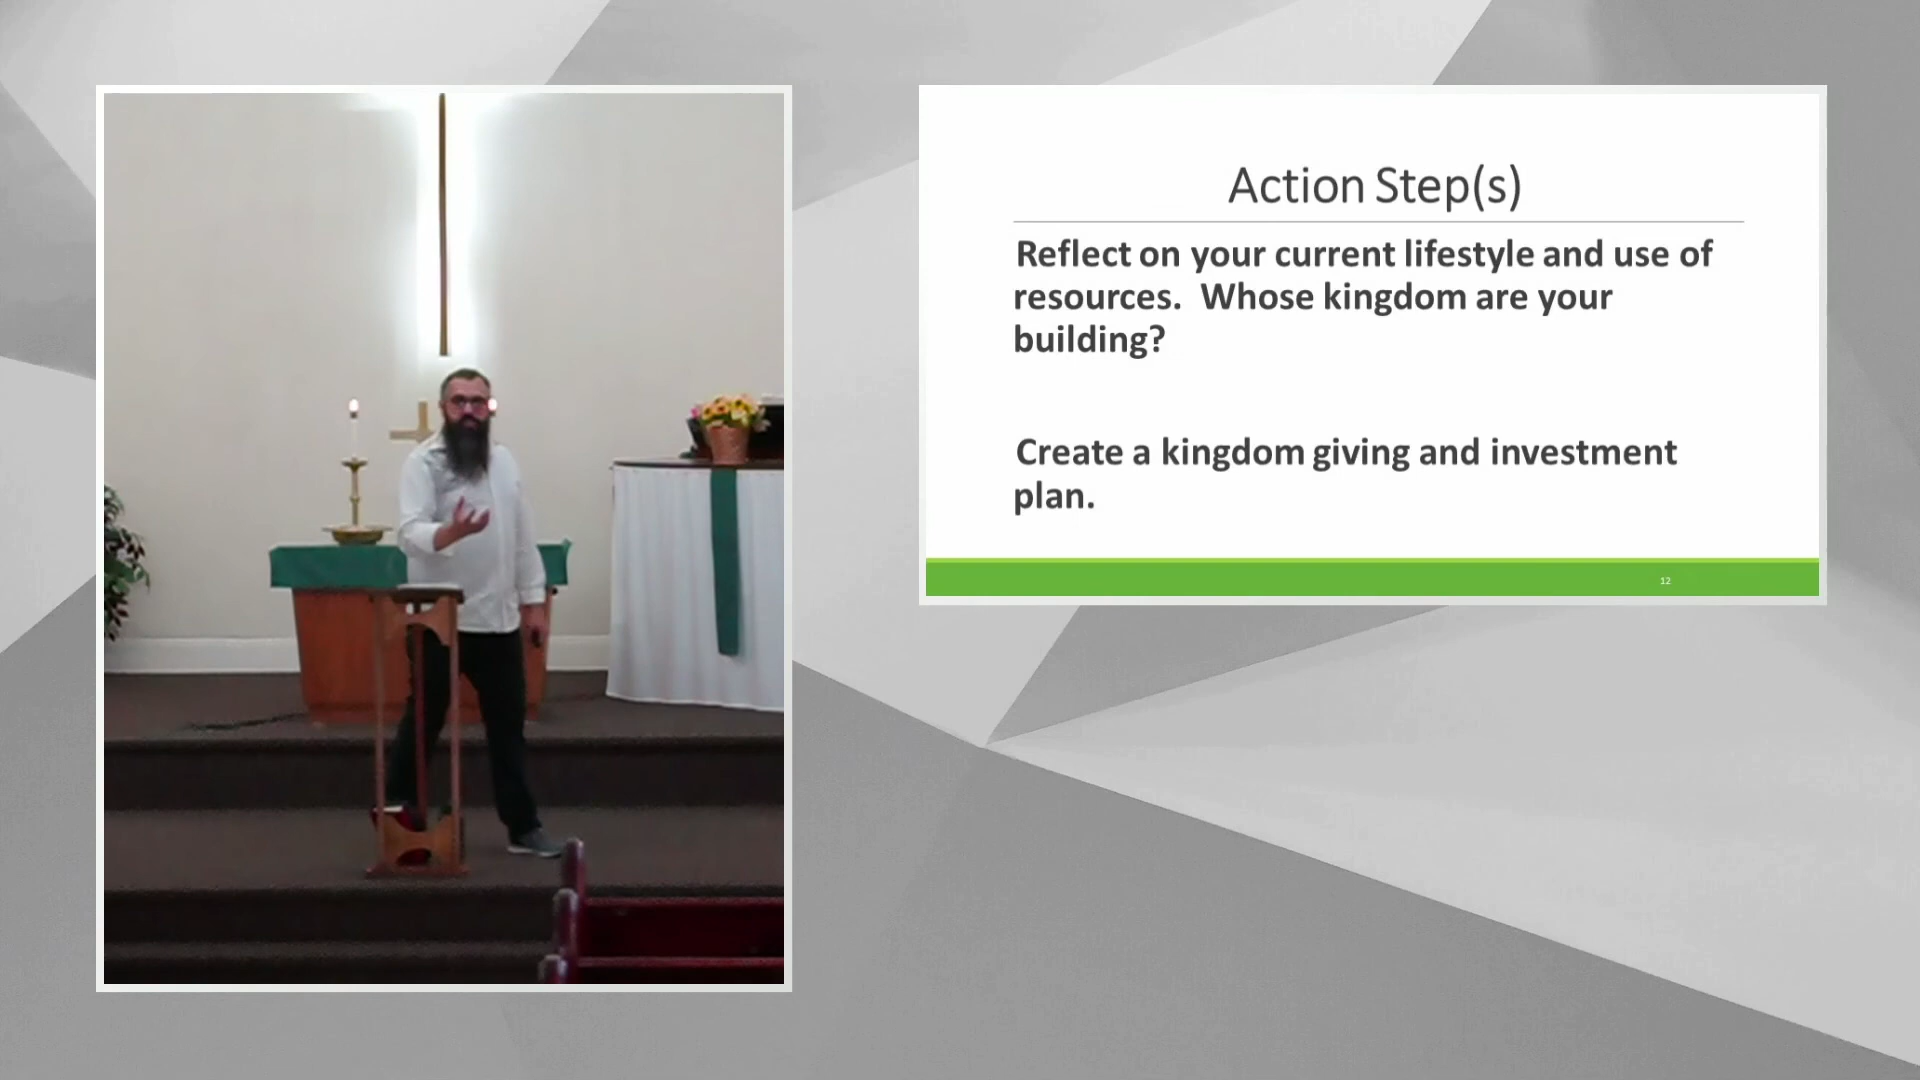 Action Step(s)
Reflect on your current lifestyle and use of
resources. Whose kingdom are your
building?
Create a kingdom giving and investment
plan.
12